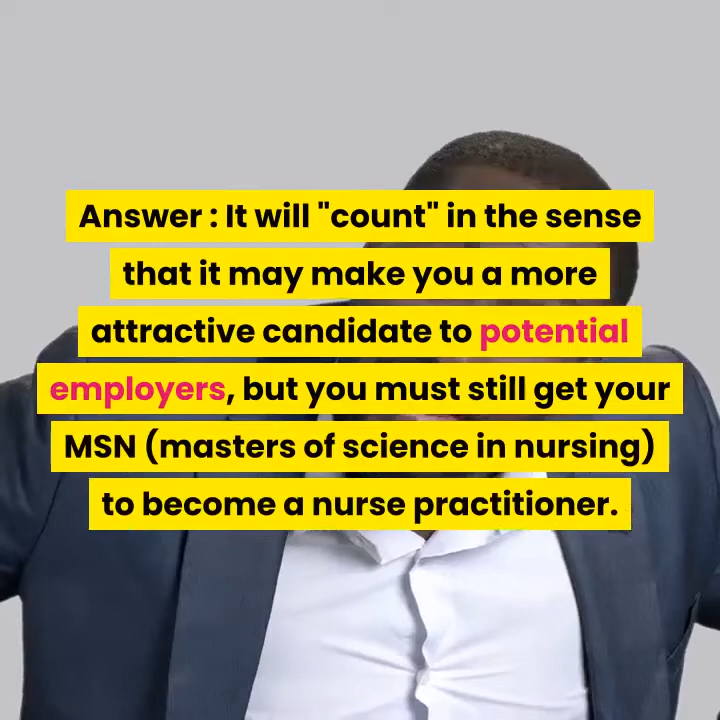 Answer : It will "count" in the sense
that it may make you a more
attractive candidate to potential
employers, but you must still get your
MSN (masters of science in nursing)
to become a nurse practitioner.